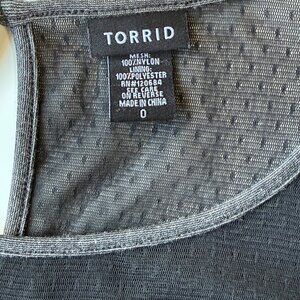 TORRID
MESH:
100%NYLON
LINING:
100%POLYESTER
RN#120684
SEE CARE
ON REVERSE
MADE IN CHINA
0